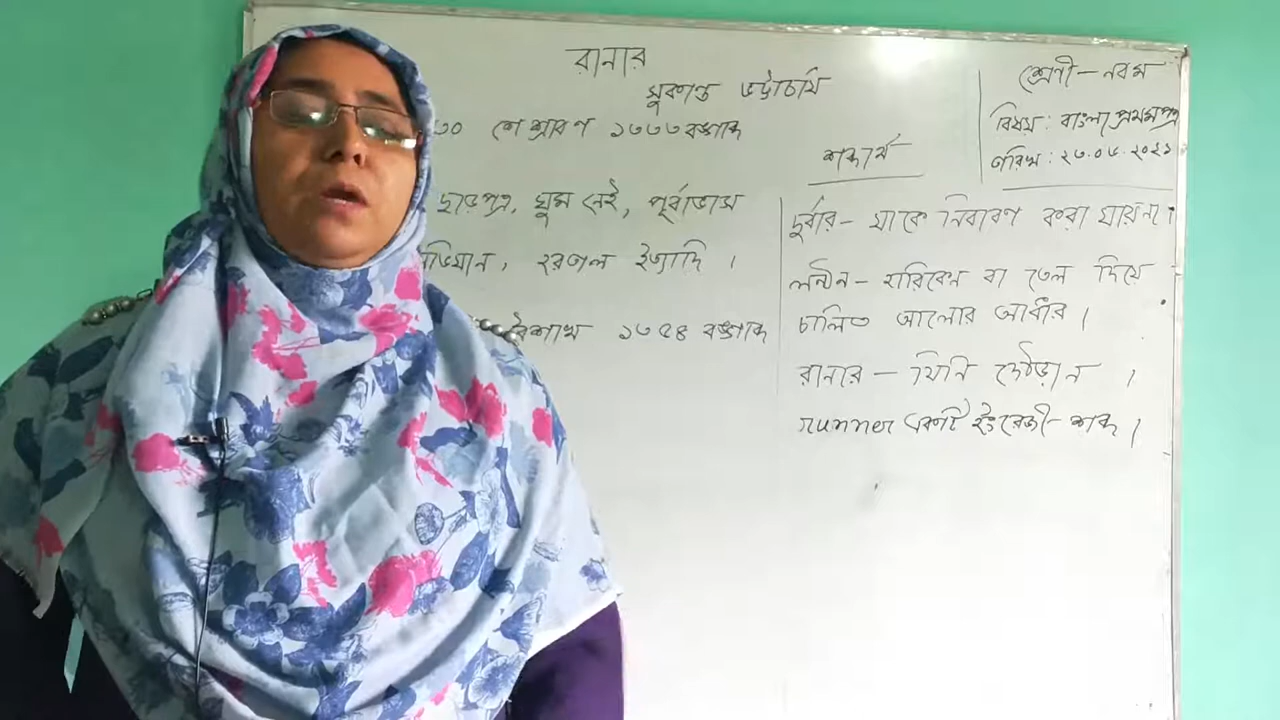 রানার
সুকান্ত ভট্টাচার্য
৩০ শে শ্রাবণ ১৩৩৩ বঙ্গাব্দ
ছাড়পত্র, ঘুম নেই, পূর্বাভাস
অভিযান, হরতাল ইত্যাদি ।
বৈশাখ ১৩৫৪ বঙ্গাব্দ
শ্রেণী - নবম
বিষয় : বাংলা প্রথমপত্র
তারিখ : ২৩.০৬.২০২১
শব্দার্থ
দুর্বার - যাকে নিবারণ করা যায়না ।
লন্ঠন - হারিকেন বা তেল দিয়ে
চালিত আলোর আধার ।
রানার - যিনি দৌড়ান ।
runner একটি ইংরেজী শব্দ ।